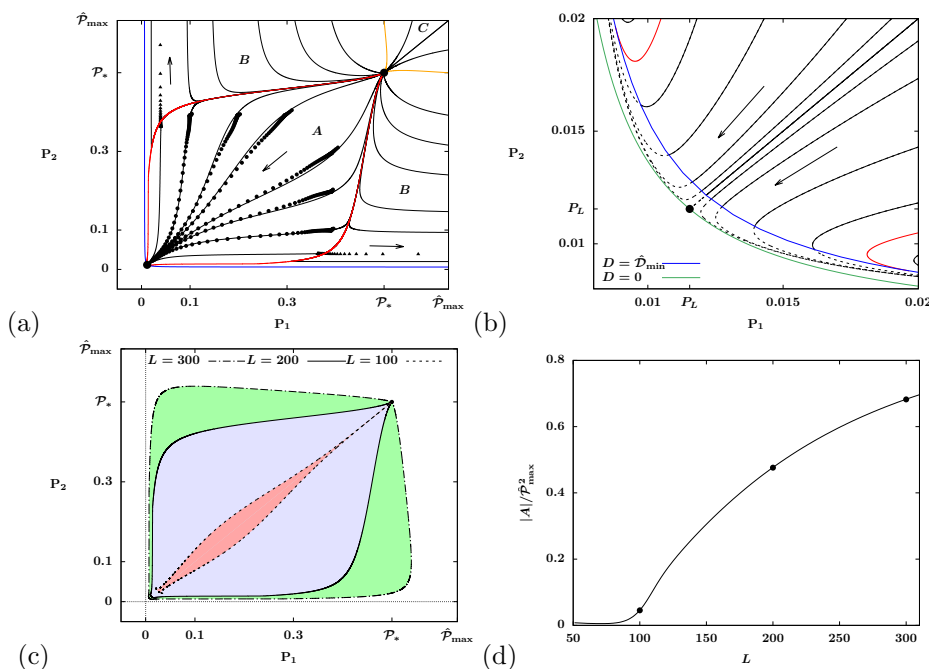 𝒫̂max
𝒫*
P2
0.3
0.1
0
B
C
A
B
0 0.1 0.3 𝒫* 𝒫̂max
P1
(a)
0.02
0.015
P2
PL
0.01
D = 𝒟̂min
D = 0
0.01 PL 0.015 0.02
P1
(b)
𝒫̂max
𝒫*
P2
0.3
0.1
0
L = 300 L = 200 L = 100
0 0.1 0.3 𝒫* 𝒫̂max
P1
(c)
|A|/𝒫̂²max
0.8
0.6
0.4
0.2
0
50 100 150 200 250 300
L
(d)